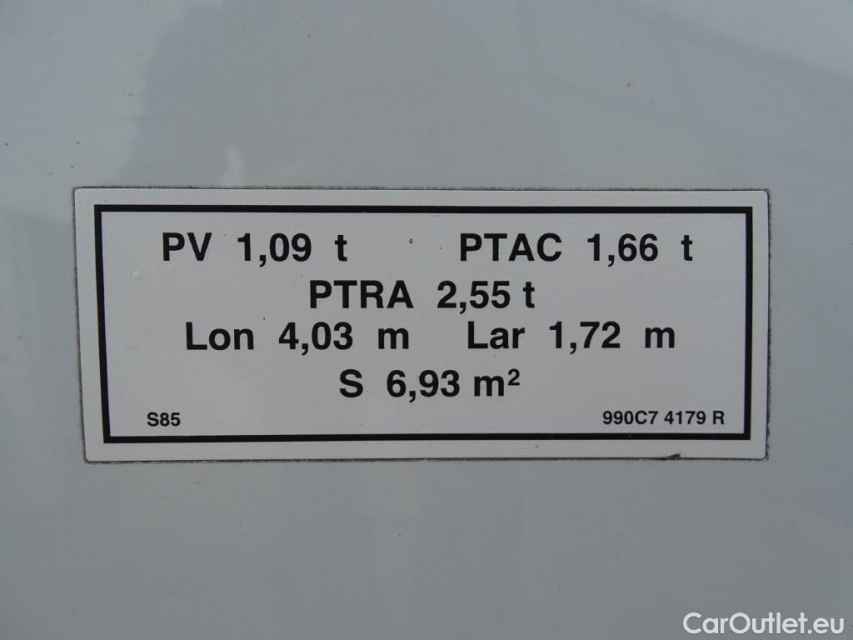 PV 1,09 t PTAC 1,66 t
PTRA 2,55 t
Lon 4,03 m Lar 1,72 m
S 6,93 m²
S85 990C7 4179 R
CarOutlet.eu